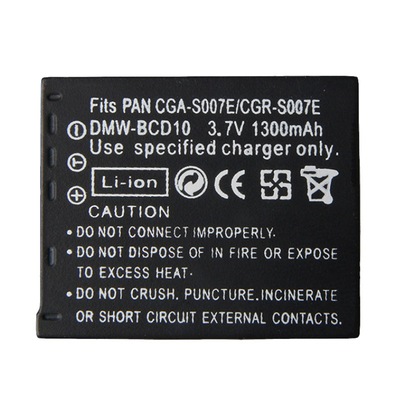 Fits PAN CGA-S007E/CGR-S007E
DMW-BCD10 3.7V 1300mAh
Use specified charger only.
Li-ion CE
CAUTION
• DO NOT CONNECT IMPROPERLY.
• DO NOT DISPOSE OF IN FIRE OR EXPOSE
TO EXCESS HEAT.
• DO NOT CRUSH. PUNCTURE. INCINERATE
OR SHORT CIRCUIT EXTERNAL CONTACTS.